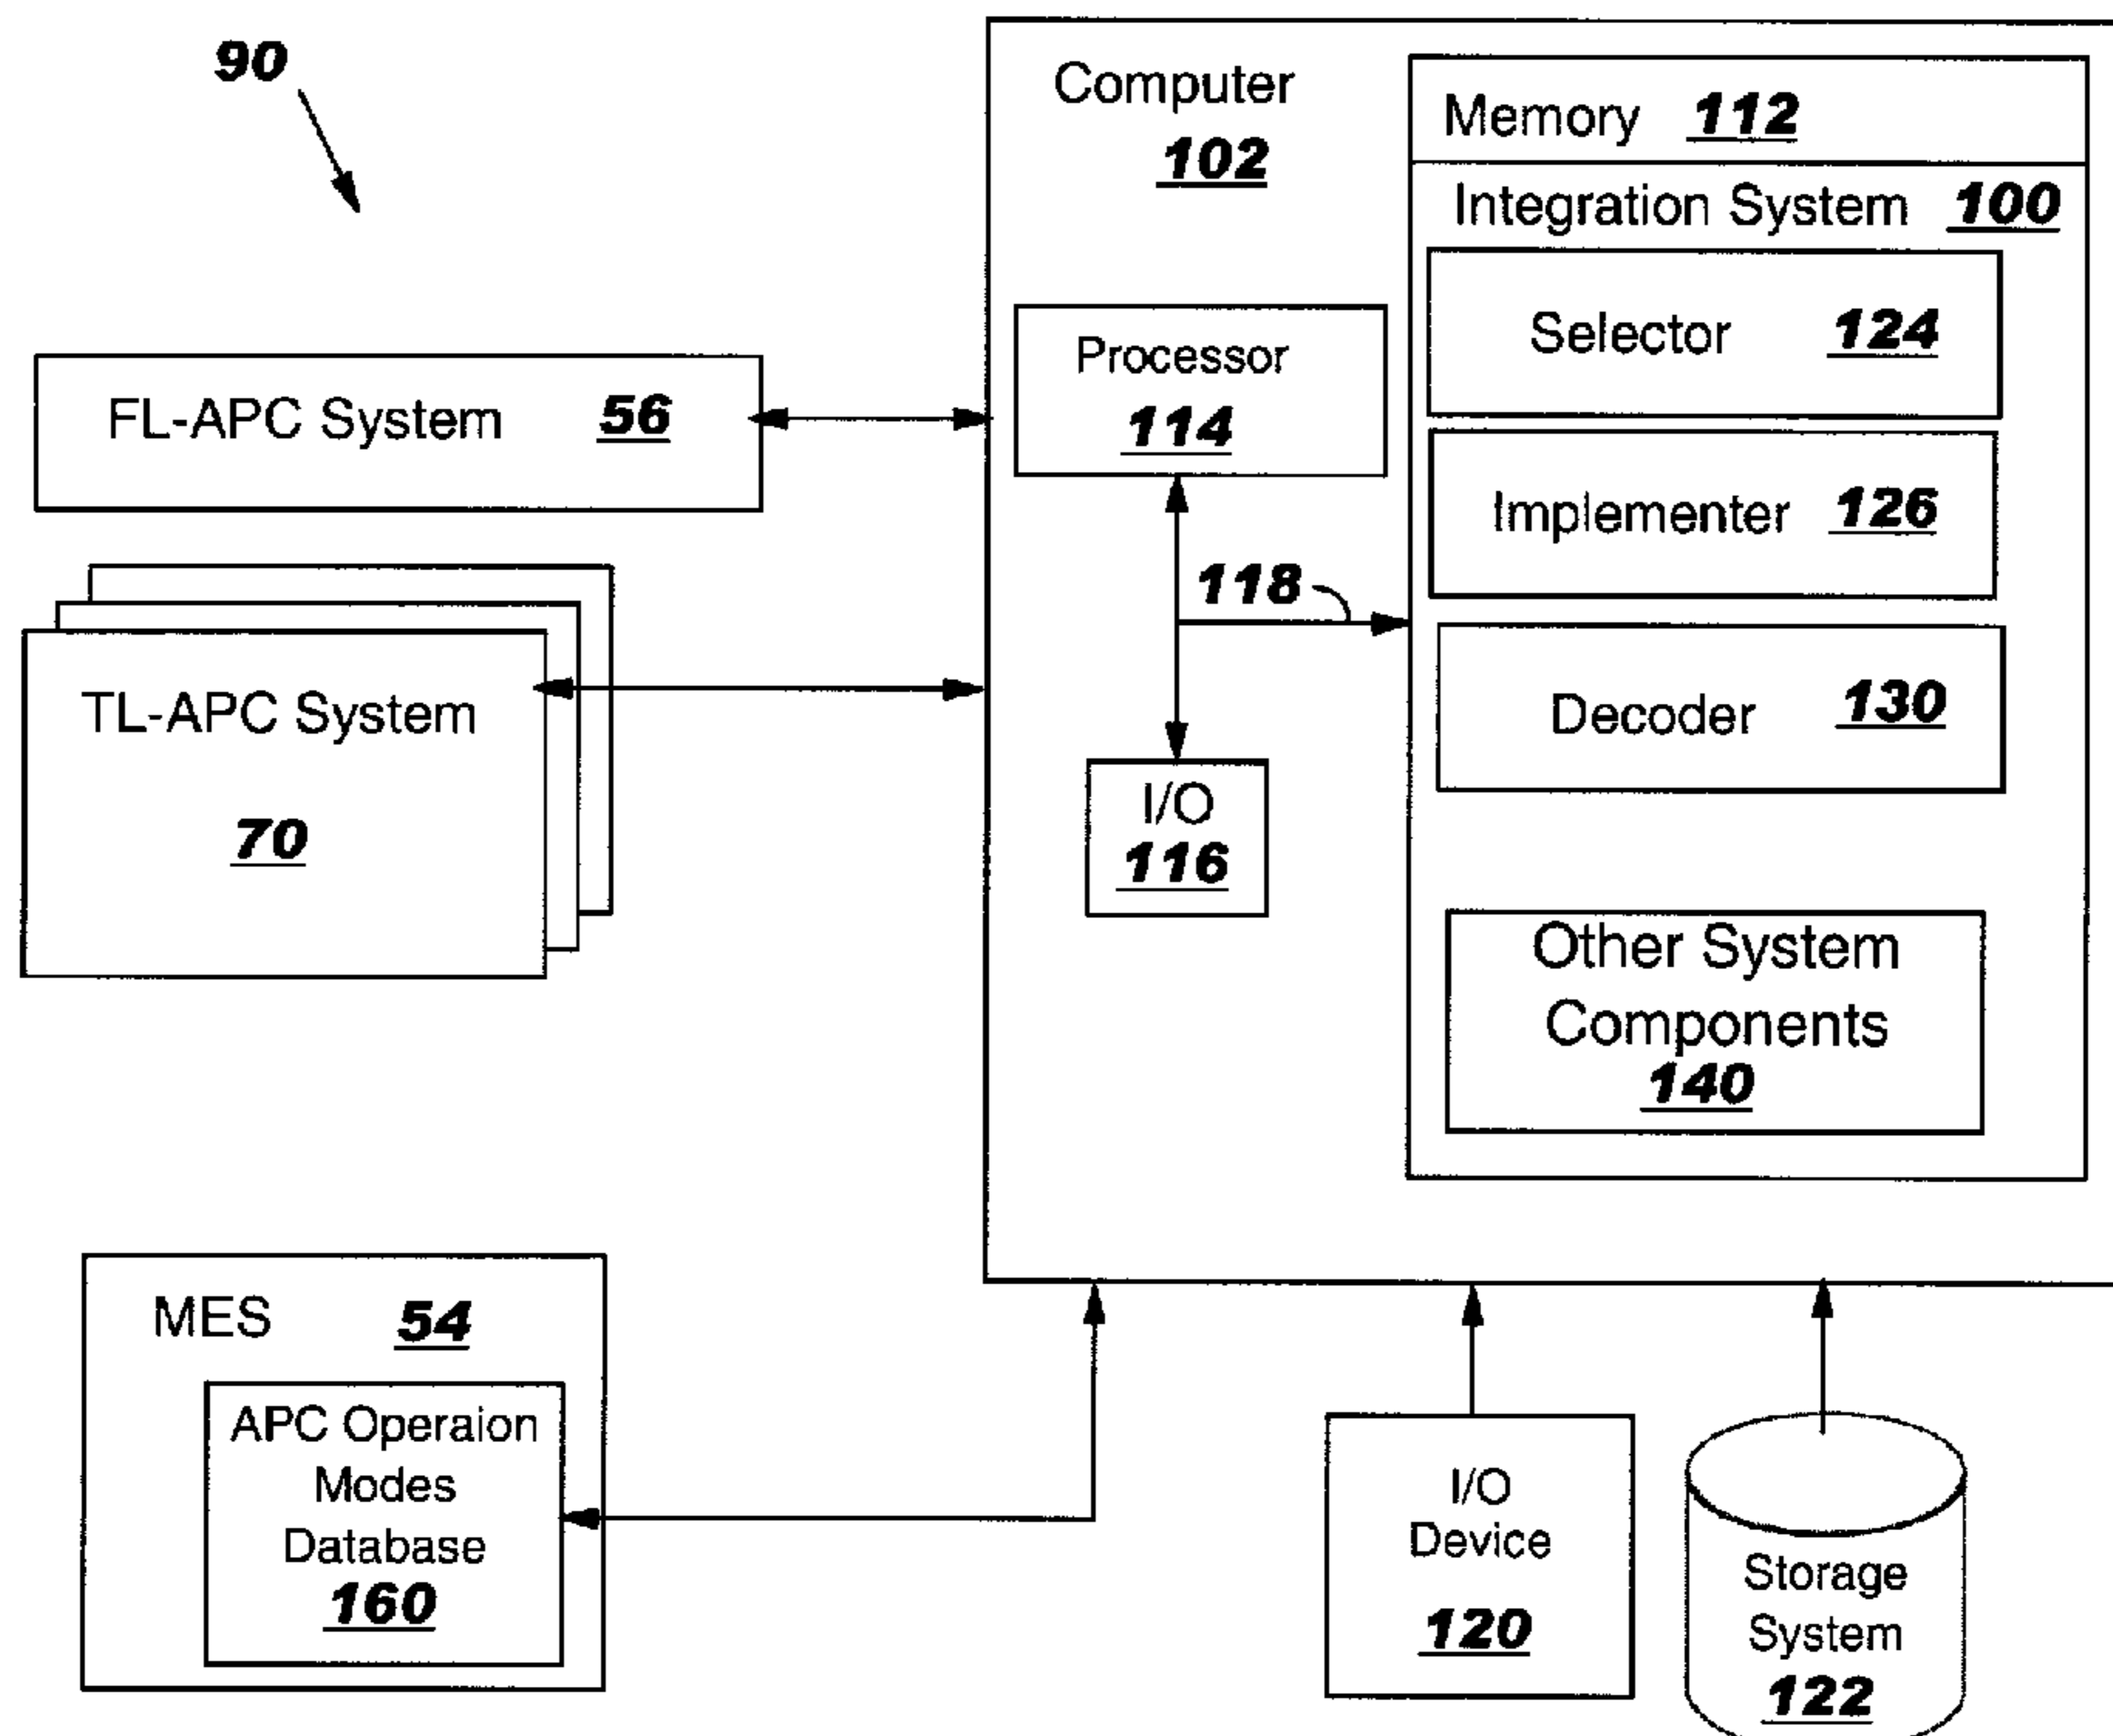 90
Computer
102
Memory 112
Integration System 100
Selector 124
Implementer 126
Decoder 130
Other System
Components
140
Processor
114
118
I/O
116
FL-APC System 56
TL-APC System
70
MES 54
APC Operaion
Modes
Database
160
I/O
Device
120
Storage
System
122